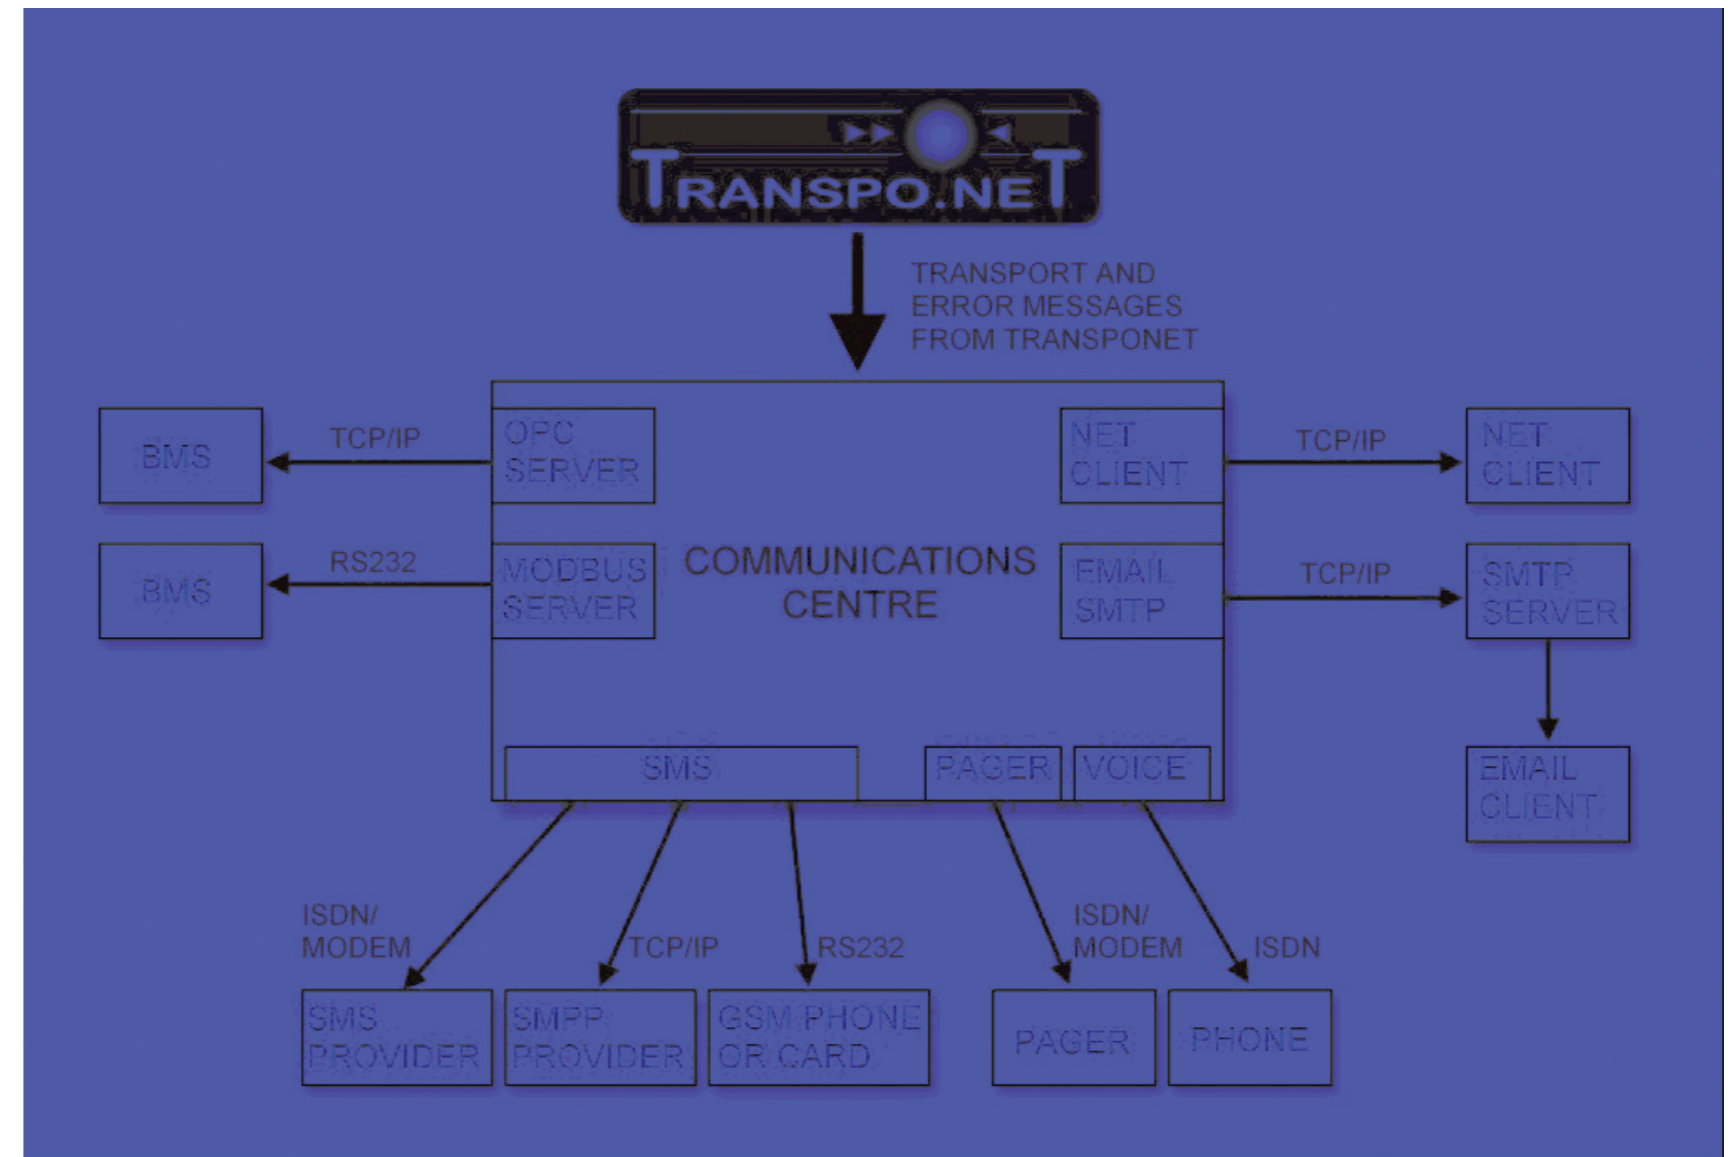 TRANSPO.NET
TRANSPORT AND
ERROR MESSAGES
FROM TRANSPONET
BMS
TCP/IP
OPC
SERVER
NET
CLIENT
TCP/IP
NET
CLIENT
BMS
RS232
MODBUS
SERVER
COMMUNICATIONS
CENTRE
EMAIL
SMTP
TCP/IP
SMTP
SERVER
SMS
PAGER
VOICE
EMAIL
CLIENT
ISDN/
MODEM
TCP/IP
RS232
ISDN/
MODEM
ISDN
SMS
PROVIDER
SMPP
PROVIDER
GSM PHONE
OR CARD
PAGER
PHONE